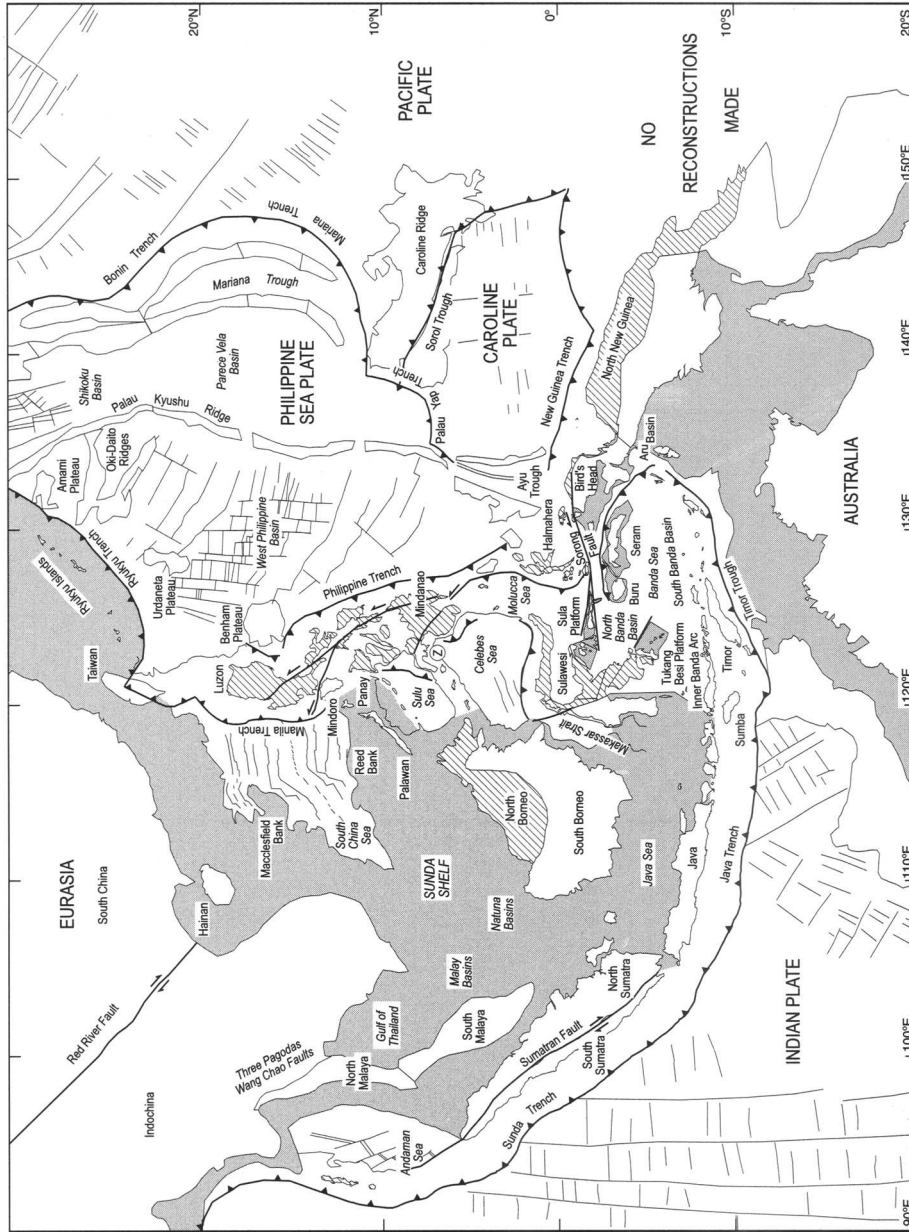 EURASIA
South China
Red River Fault
Hainan
Indochina
Three Pagodas
Wang Chao Faults
Gulf of
Thailand
North
Malaya
South
Malaya
Malay
Basins
Andaman
Sea
Macclesfield
Bank
South
China
Sea
SUNDA
SHELF
Natuna
Basins
Reed
Bank
Palawan
North
Borneo
South Borneo
Java Sea
Java
Java Trench
North
Sumatra
Sumatran Fault
South
Sumatra
Sunda Trench
INDIAN PLATE
Taiwan
Ryukyu Islands
Ryukyu Trench
Luzon
Manila Trench
Mindoro
Panay
Sulu
Sea
Z
Celebes
Sea
Mindanao
Philippine Trench
Urdaneta
Plateau
Benham
Plateau
West Philippine
Basin
Amami
Plateau
Oki-Daito
Ridges
Shikoku
Basin
Palau Kyushu Ridge
Parece Vela
Basin
PHILIPPINE
SEA PLATE
Bonin Trench
Mariana Trough
Mariana Trench
PACIFIC
PLATE
Caroline Ridge
Sorol Trough
CAROLINE
PLATE
Yap Trench
Palau
Ayu
Trough
New Guinea Trench
North New Guinea
Molucca
Sea
Halmahera
Sorong
Fault
Bird's
Head
Sula
Platform
Sulawesi
Makassar Strait
North
Banda
Basin
Buru
Seram
Banda Sea
South Banda Basin
Tukang
Besi Platform
Inner Banda Arc
Timor
Sumba
Timor Trough
Aru
Basin
AUSTRALIA
NO
RECONSTRUCTIONS
MADE
20°N
10°N
0°
10°S
20°S
90°E
100°E
110°E
120°E
130°E
140°E
150°E